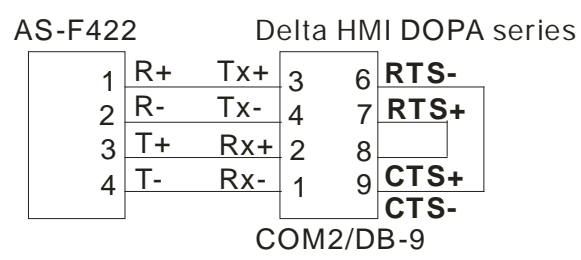 AS-F422 Delta HMI DOPA series
1 R+ Tx+ 3 6 RTS-
2 R- Tx- 4 7 RTS+
3 T+ Rx+ 2 8
4 T- Rx- 1 9 CTS+
CTS-
COM2/DB-9